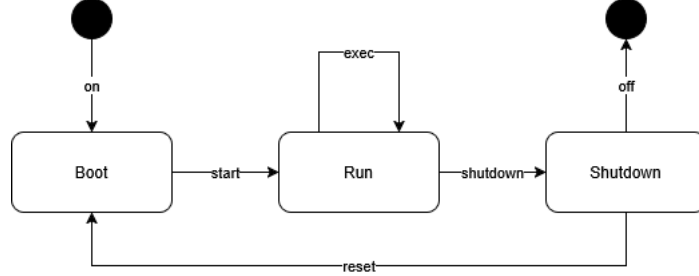 exec
on
off
Boot
start
Run
shutdown
Shutdown
reset